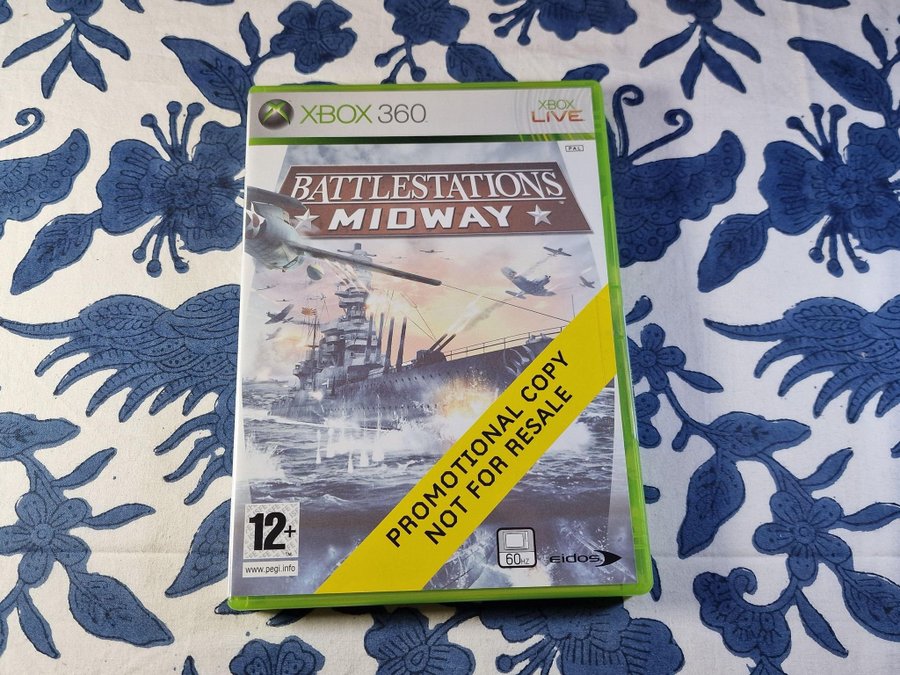 XBOX 360
XBOX
LIVE
PAL
BATTLESTATIONS
MIDWAY
PROMOTIONAL COPY
NOT FOR RESALE
12+
www.pegi.info
60HZ
eidos